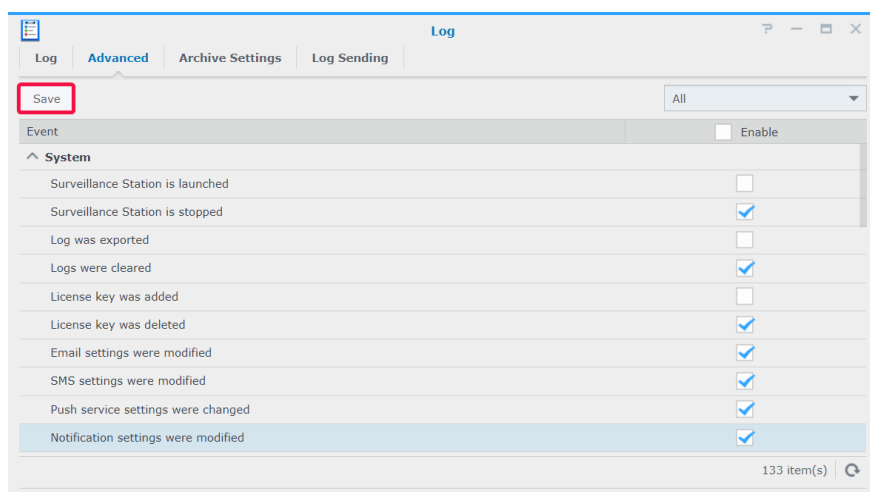 Log
Log Advanced Archive Settings Log Sending
Save All
Event Enable
System
Surveillance Station is launched
Surveillance Station is stopped
Log was exported
Logs were cleared
License key was added
License key was deleted
Email settings were modified
SMS settings were modified
Push service settings were changed
Notification settings were modified
133 item(s)